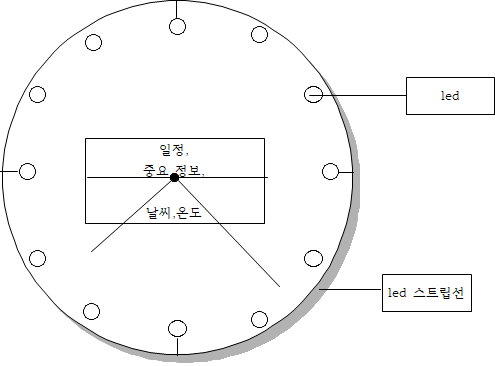 일정,
중요 정보,
날씨,온도
led
led 스트립선